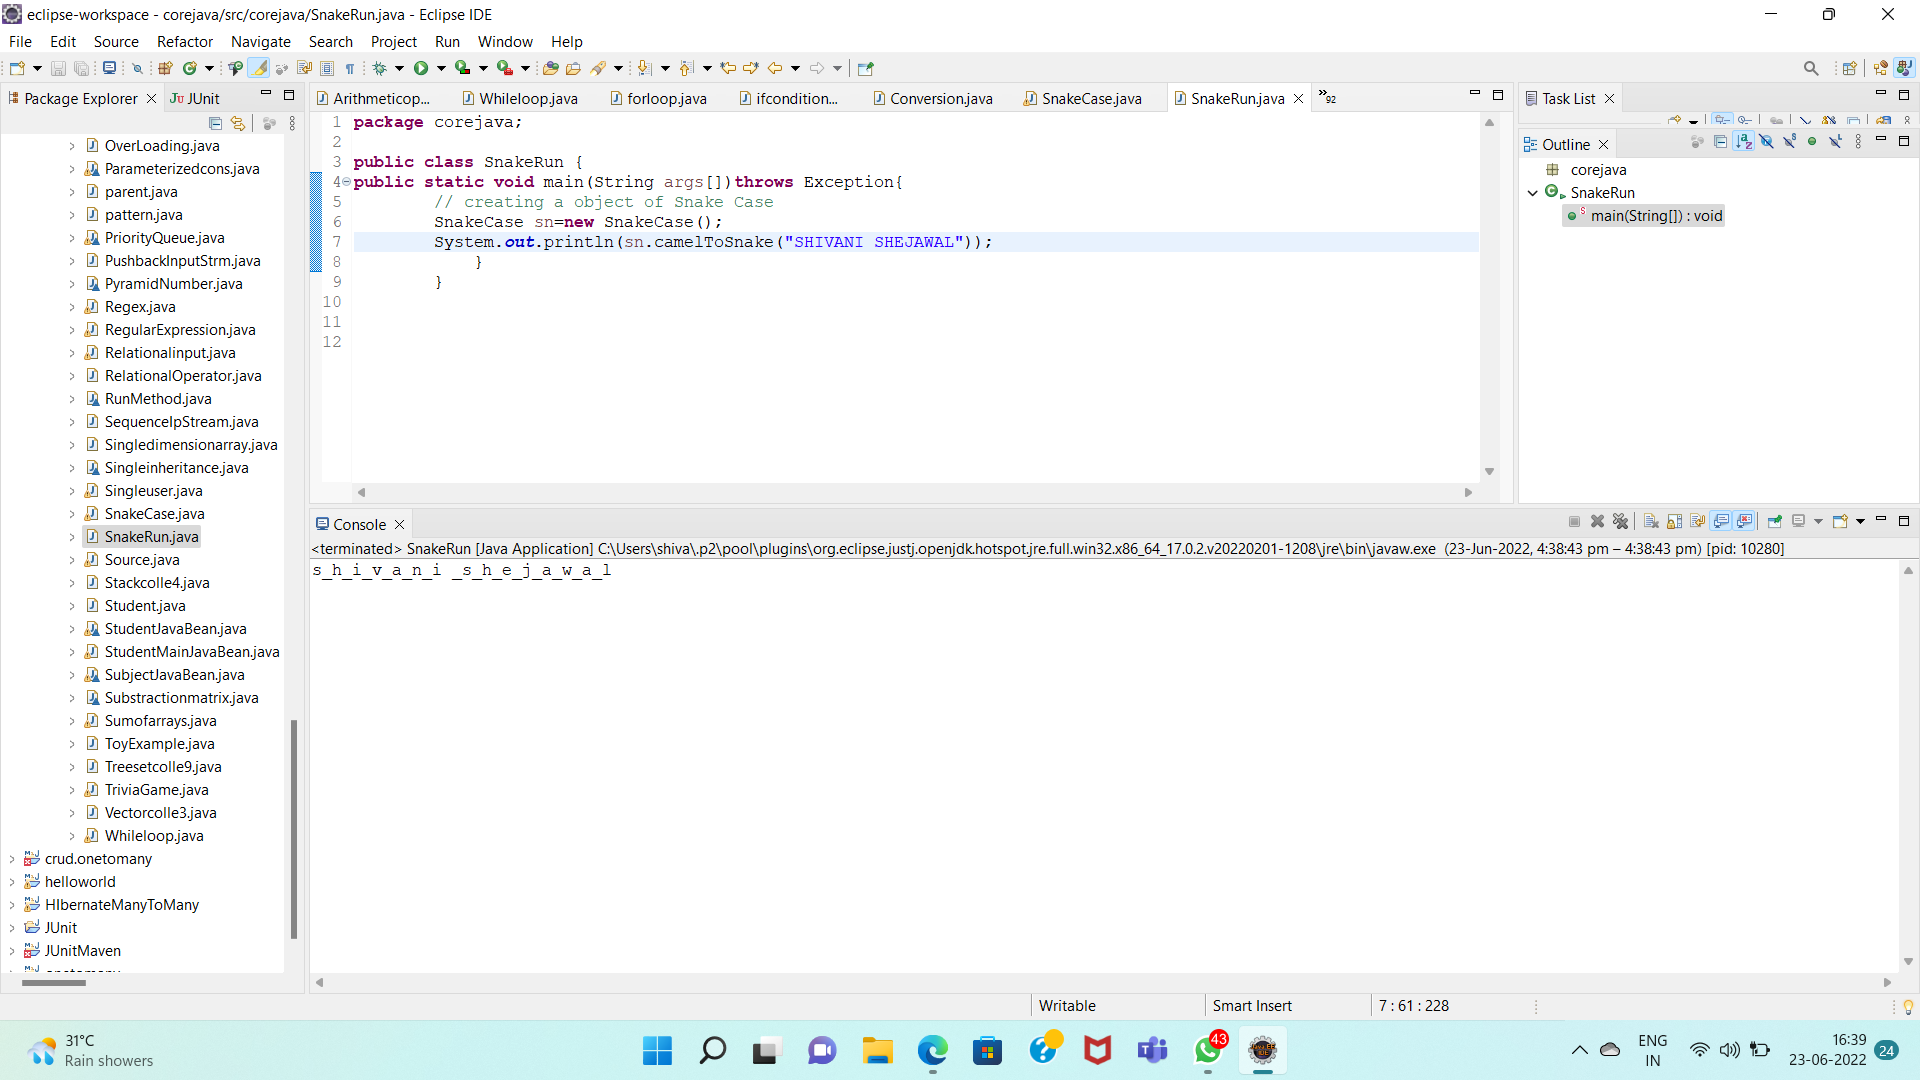 eclipse-workspace - corejava/src/corejava/SnakeRun.java - Eclipse IDE
File Edit Source Refactor Navigate Search Project Run Window Help
Package Explorer
JUnit
OverLoading.java
Parameterizedcons.java
parent.java
pattern.java
PriorityQueue.java
PushbackInputStrm.java
PyramidNumber.java
Regex.java
RegularExpression.java
Relationalinput.java
RelationalOperator.java
RunMethod.java
SequenceIpStream.java
Singledimensionarray.java
Singleinheritance.java
Singleuser.java
SnakeCase.java
SnakeRun.java
Source.java
Stackcolle4.java
Student.java
StudentJavaBean.java
StudentMainJavaBean.java
SubjectJavaBean.java
Substractionmatrix.java
Sumofarrays.java
ToyExample.java
Treesetcolle9.java
TriviaGame.java
Vectorcolle3.java
Whileloop.java
crud.onetomany
helloworld
HIbernateManyToMany
JUnit
JUnitMaven
Arithmeticop... Whileloop.java forloop.java ifcondition... Conversion.java SnakeCase.java SnakeRun.java »92
1 package corejava;
2
3 public class SnakeRun {
4 public static void main(String args[])throws Exception{
5 // creating a object of Snake Case
6 SnakeCase sn=new SnakeCase();
7 System.out.println(sn.camelToSnake("SHIVANI SHEJAWAL"));
8 }
9 }
10
11
12
Task List
Outline
corejava
SnakeRun
main(String[]) : void
Console
<terminated> SnakeRun [Java Application] C:\Users\shiva\.p2\pool\plugins\org.eclipse.justj.openjdk.hotspot.jre.full.win32.x86_64_17.0.2.v20220201-1208\jre\bin\javaw.exe (23-Jun-2022, 4:38:43 pm – 4:38:43 pm) [pid: 10280]
s_h_i_v_a_n_i _s_h_e_j_a_w_a_l
Writable Smart Insert 7 : 61 : 228
31°C
Rain showers
43
ENG
IN
16:39
23-06-2022
24